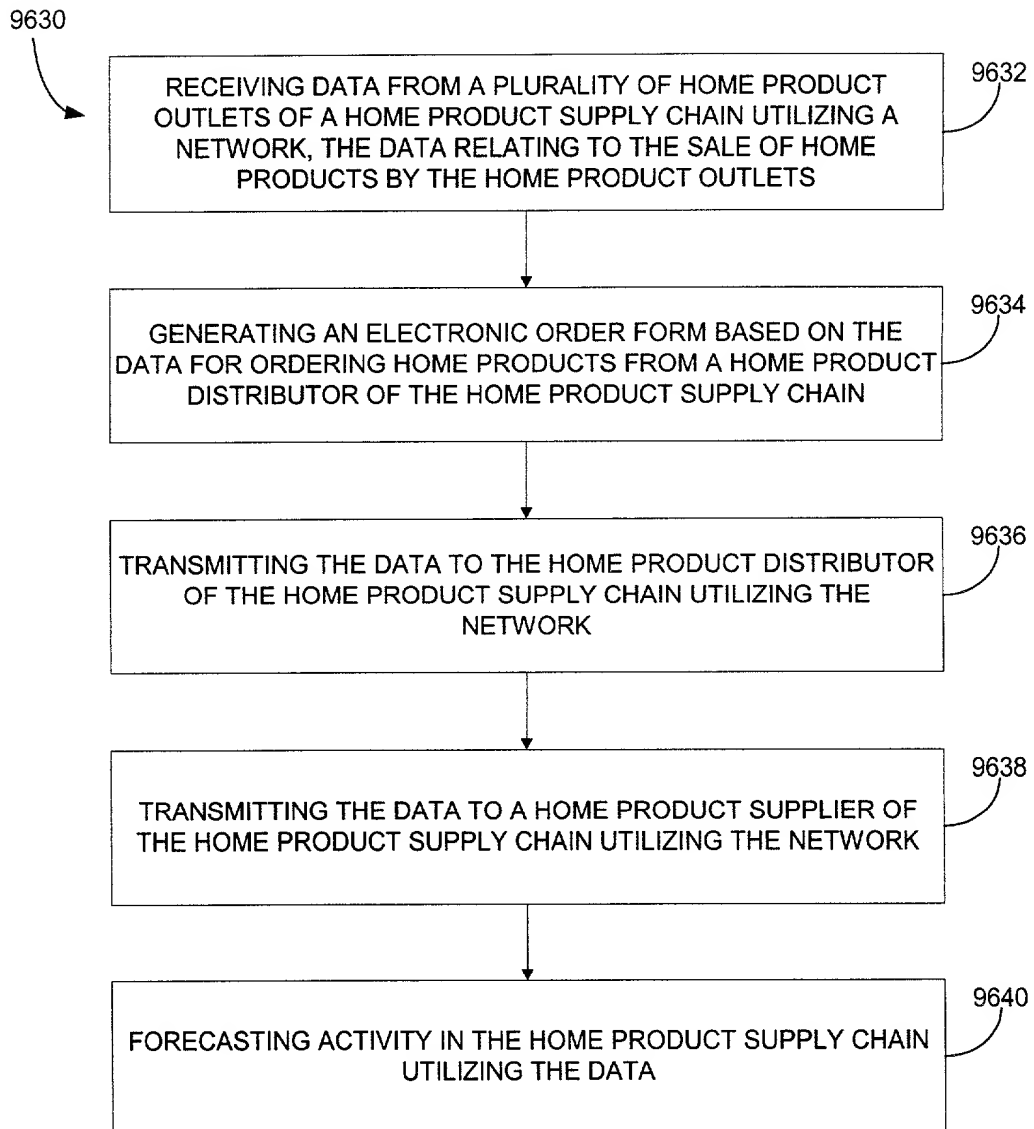 9630
RECEIVING DATA FROM A PLURALITY OF HOME PRODUCT
OUTLETS OF A HOME PRODUCT SUPPLY CHAIN UTILIZING A
NETWORK, THE DATA RELATING TO THE SALE OF HOME
PRODUCTS BY THE HOME PRODUCT OUTLETS
9632
GENERATING AN ELECTRONIC ORDER FORM BASED ON THE
DATA FOR ORDERING HOME PRODUCTS FROM A HOME PRODUCT
DISTRIBUTOR OF THE HOME PRODUCT SUPPLY CHAIN
9634
TRANSMITTING THE DATA TO THE HOME PRODUCT DISTRIBUTOR
OF THE HOME PRODUCT SUPPLY CHAIN UTILIZING THE
NETWORK
9636
TRANSMITTING THE DATA TO A HOME PRODUCT SUPPLIER OF
THE HOME PRODUCT SUPPLY CHAIN UTILIZING THE NETWORK
9638
FORECASTING ACTIVITY IN THE HOME PRODUCT SUPPLY CHAIN
UTILIZING THE DATA
9640